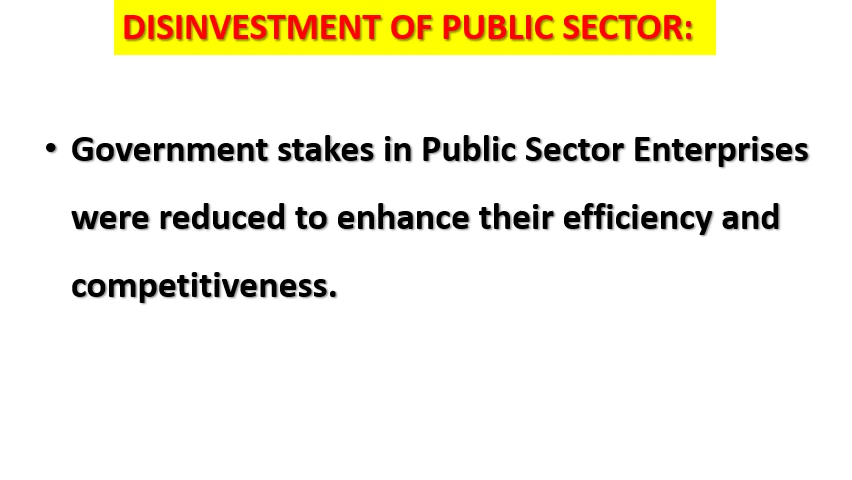 DISINVESTMENT OF PUBLIC SECTOR:
• Government stakes in Public Sector Enterprises
were reduced to enhance their efficiency and
competitiveness.